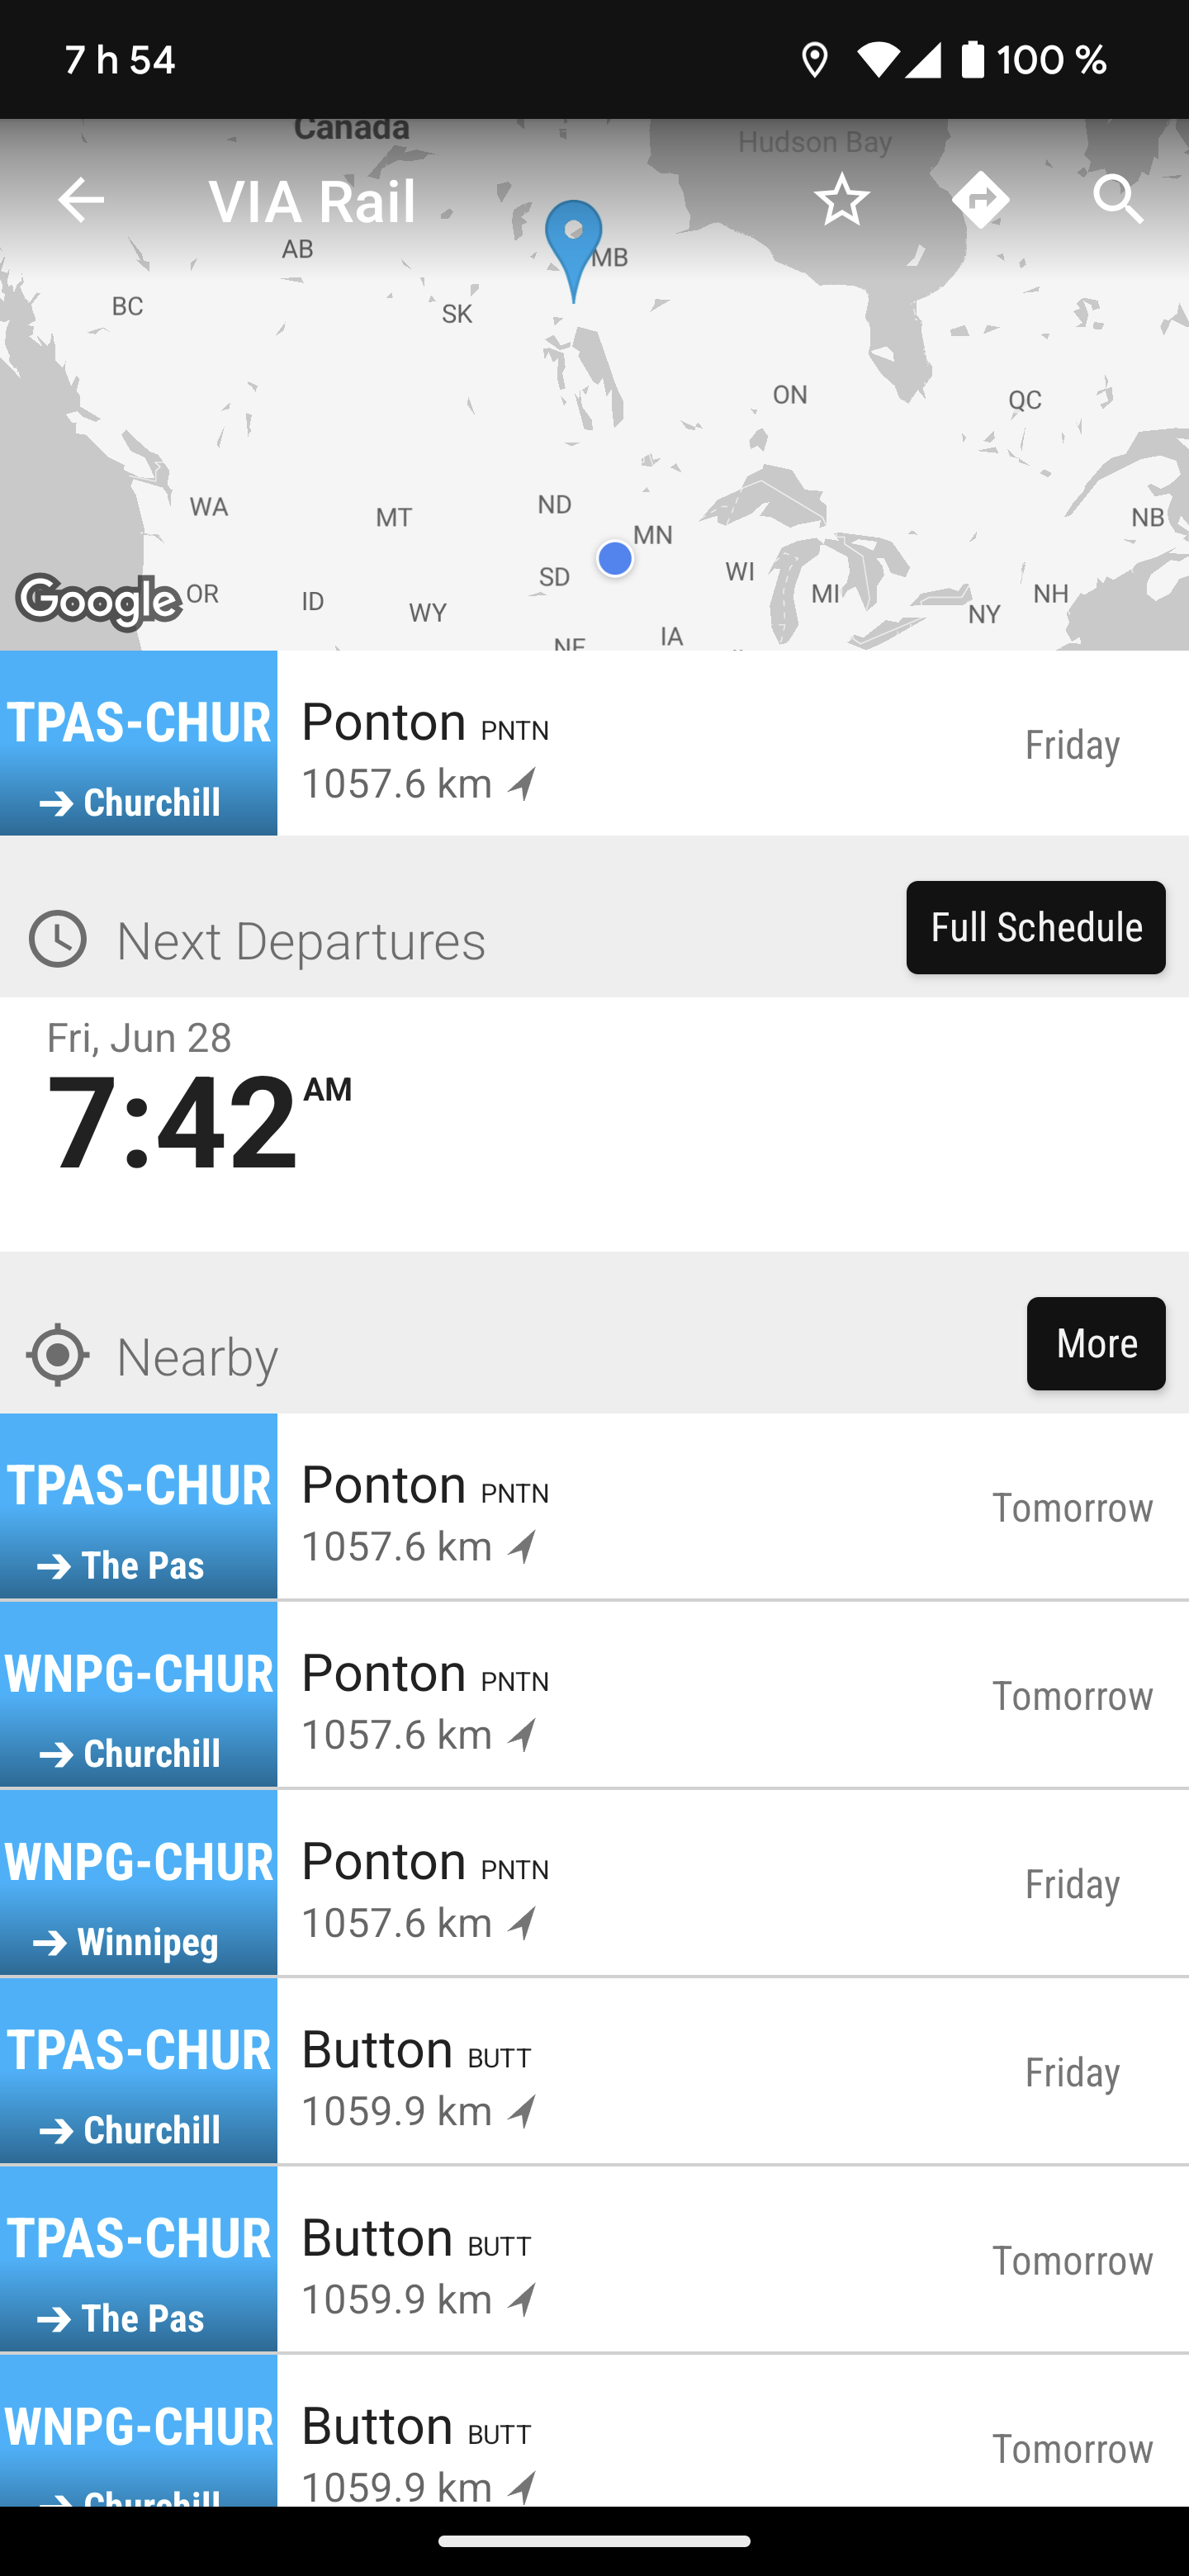 7 h 54
100 %
Canada
Hudson Bay
VIA Rail
AB
MB
BC
SK
ON
QC
WA
MT
ND
MN
NB
SD
WI
OR
ID
WY
MI
NH
NY
IA
NE
Google
TPAS-CHUR
Ponton PNTN
Friday
1057.6 km
Churchill
Next Departures
Full Schedule
Fri, Jun 28
7:42 AM
Nearby
More
TPAS-CHUR
Ponton PNTN
Tomorrow
1057.6 km
The Pas
WNPG-CHUR
Ponton PNTN
Tomorrow
1057.6 km
Churchill
WNPG-CHUR
Ponton PNTN
Friday
1057.6 km
Winnipeg
TPAS-CHUR
Button BUTT
Friday
1059.9 km
Churchill
TPAS-CHUR
Button BUTT
Tomorrow
1059.9 km
The Pas
WNPG-CHUR
Button BUTT
Tomorrow
1059.9 km
Churchill